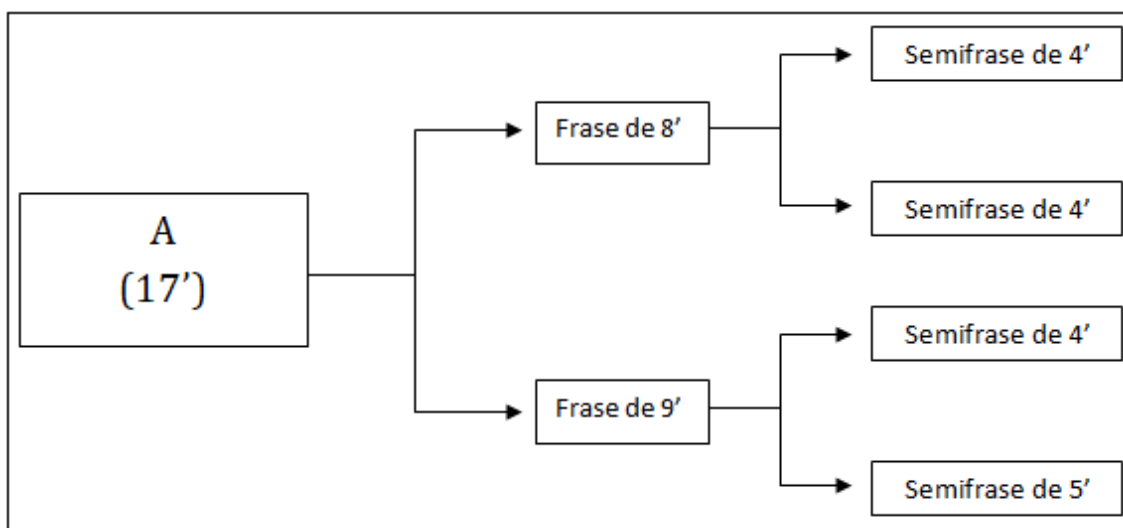 A
(17’)
Frase de 8’
Semifrase de 4’
Semifrase de 4’
Frase de 9’
Semifrase de 4’
Semifrase de 5’